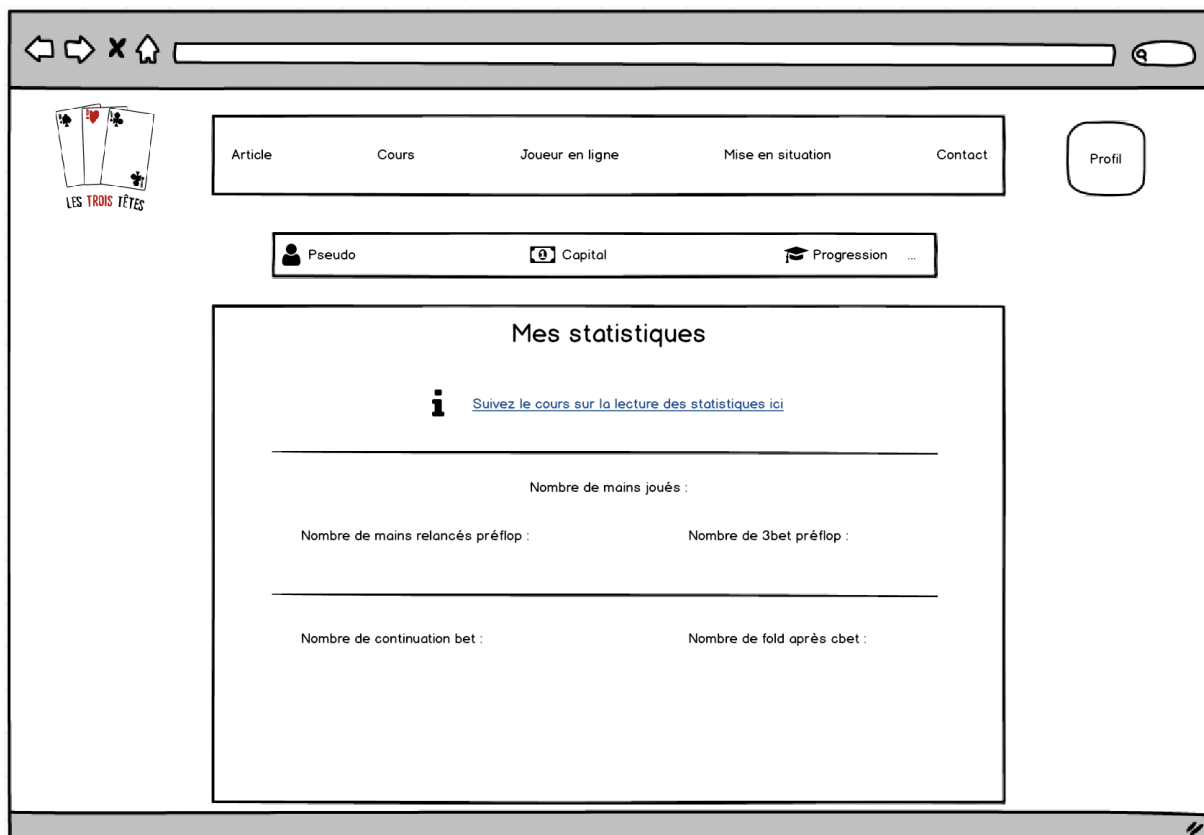 LES TROIS TÊTES
Article Cours Joueur en ligne Mise en situation Contact
Profil
Pseudo Capital Progression ...
Mes statistiques
Suivez le cours sur la lecture des statistiques ici
Nombre de mains joués :
Nombre de mains relancés préflop : Nombre de 3bet préflop :
Nombre de continuation bet : Nombre de fold après cbet :